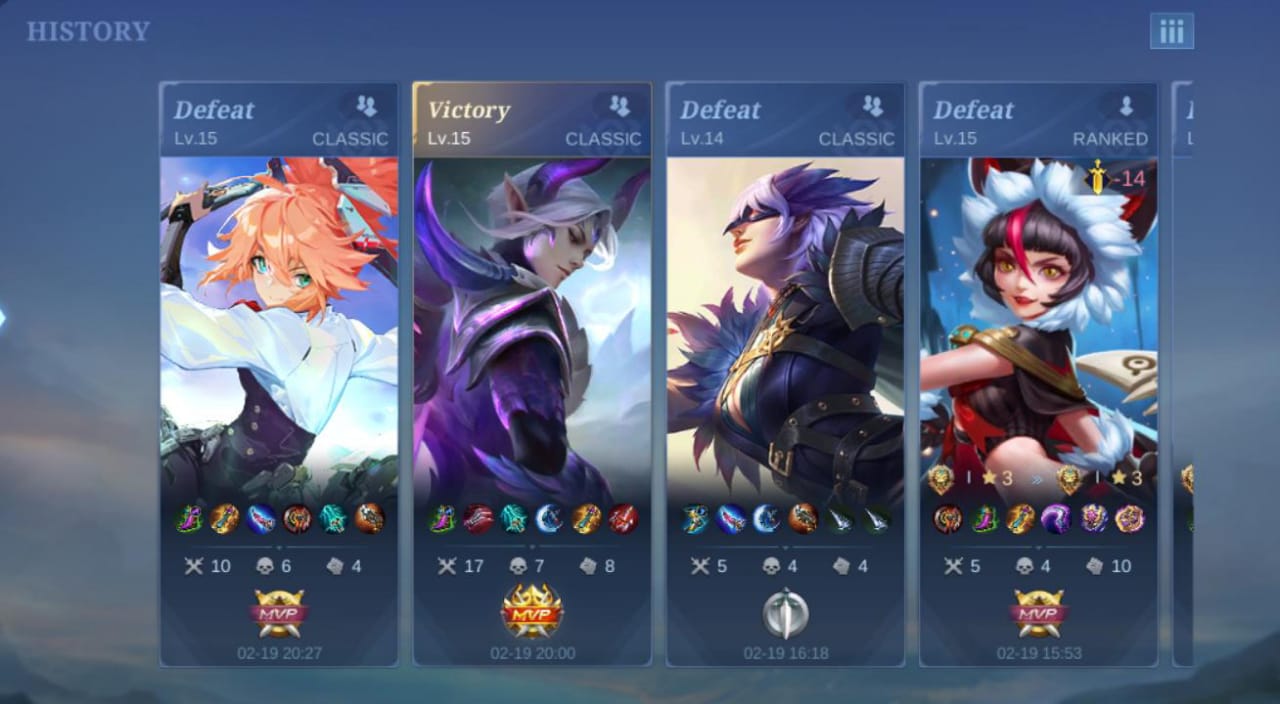 HISTORY
Defeat
Lv.15 CLASSIC
10 6 4
MVP
02-19 20:27
Victory
Lv.15 CLASSIC
17 7 8
MVP
02-19 20:00
Defeat
Lv.14 CLASSIC
5 4 4
02-19 16:18
Defeat
Lv.15 RANKED
-14
I 3 » I 3
5 4 10
MVP
02-19 15:53